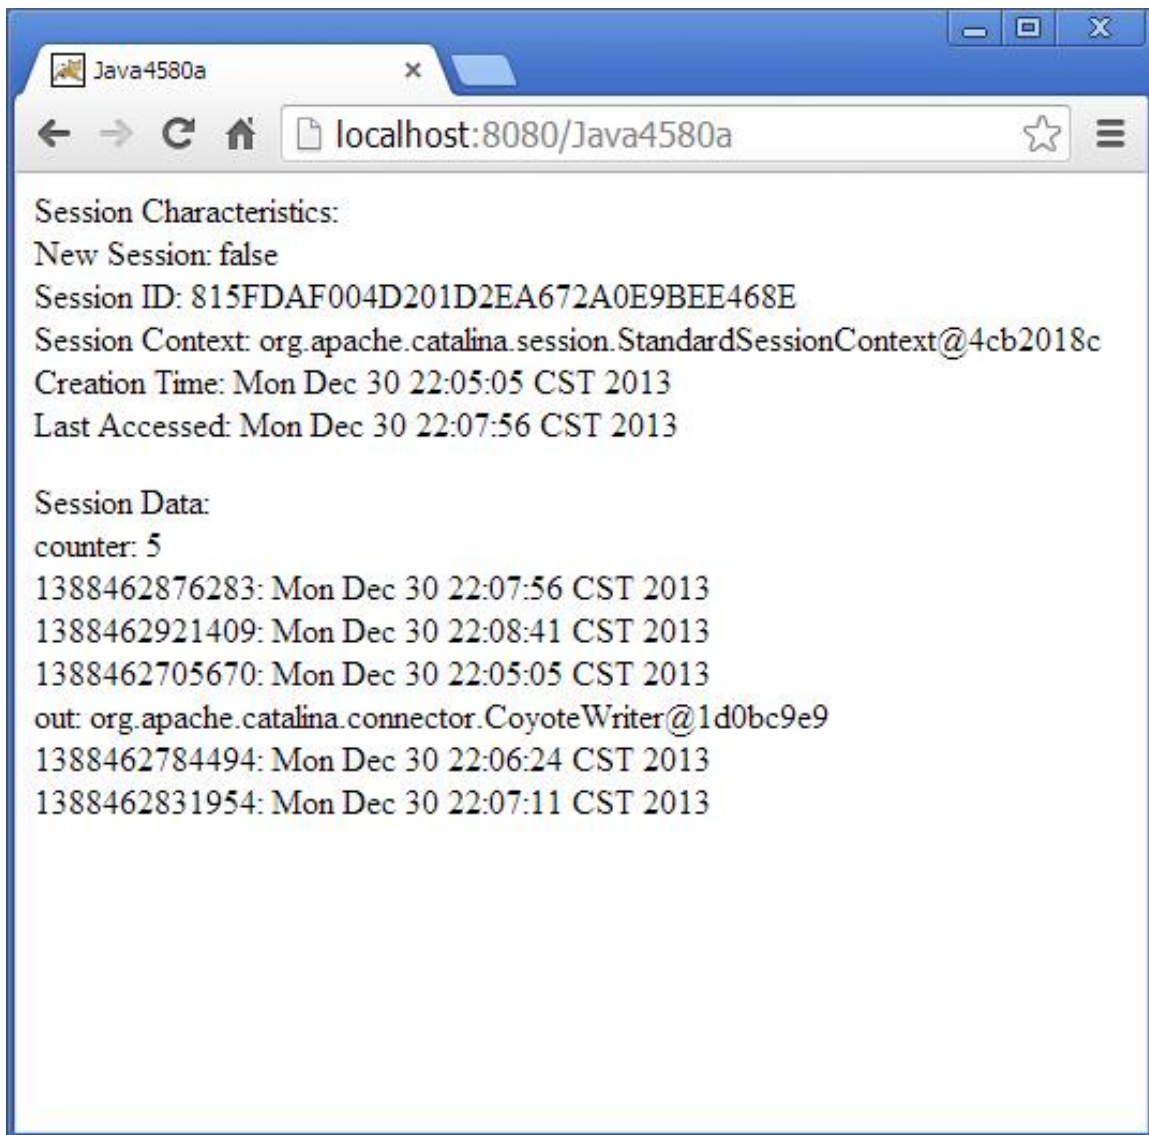 Java4580a
localhost:8080/Java4580a
Session Characteristics:
New Session: false
Session ID: 815FDAF004D201D2EA672A0E9BEE468E
Session Context: org.apache.catalina.session.StandardSessionContext@4cb2018c
Creation Time: Mon Dec 30 22:05:05 CST 2013
Last Accessed: Mon Dec 30 22:07:56 CST 2013
Session Data:
counter: 5
1388462876283: Mon Dec 30 22:07:56 CST 2013
1388462921409: Mon Dec 30 22:08:41 CST 2013
1388462705670: Mon Dec 30 22:05:05 CST 2013
out: org.apache.catalina.connector.CoyoteWriter@1d0bc9e9
1388462784494: Mon Dec 30 22:06:24 CST 2013
1388462831954: Mon Dec 30 22:07:11 CST 2013